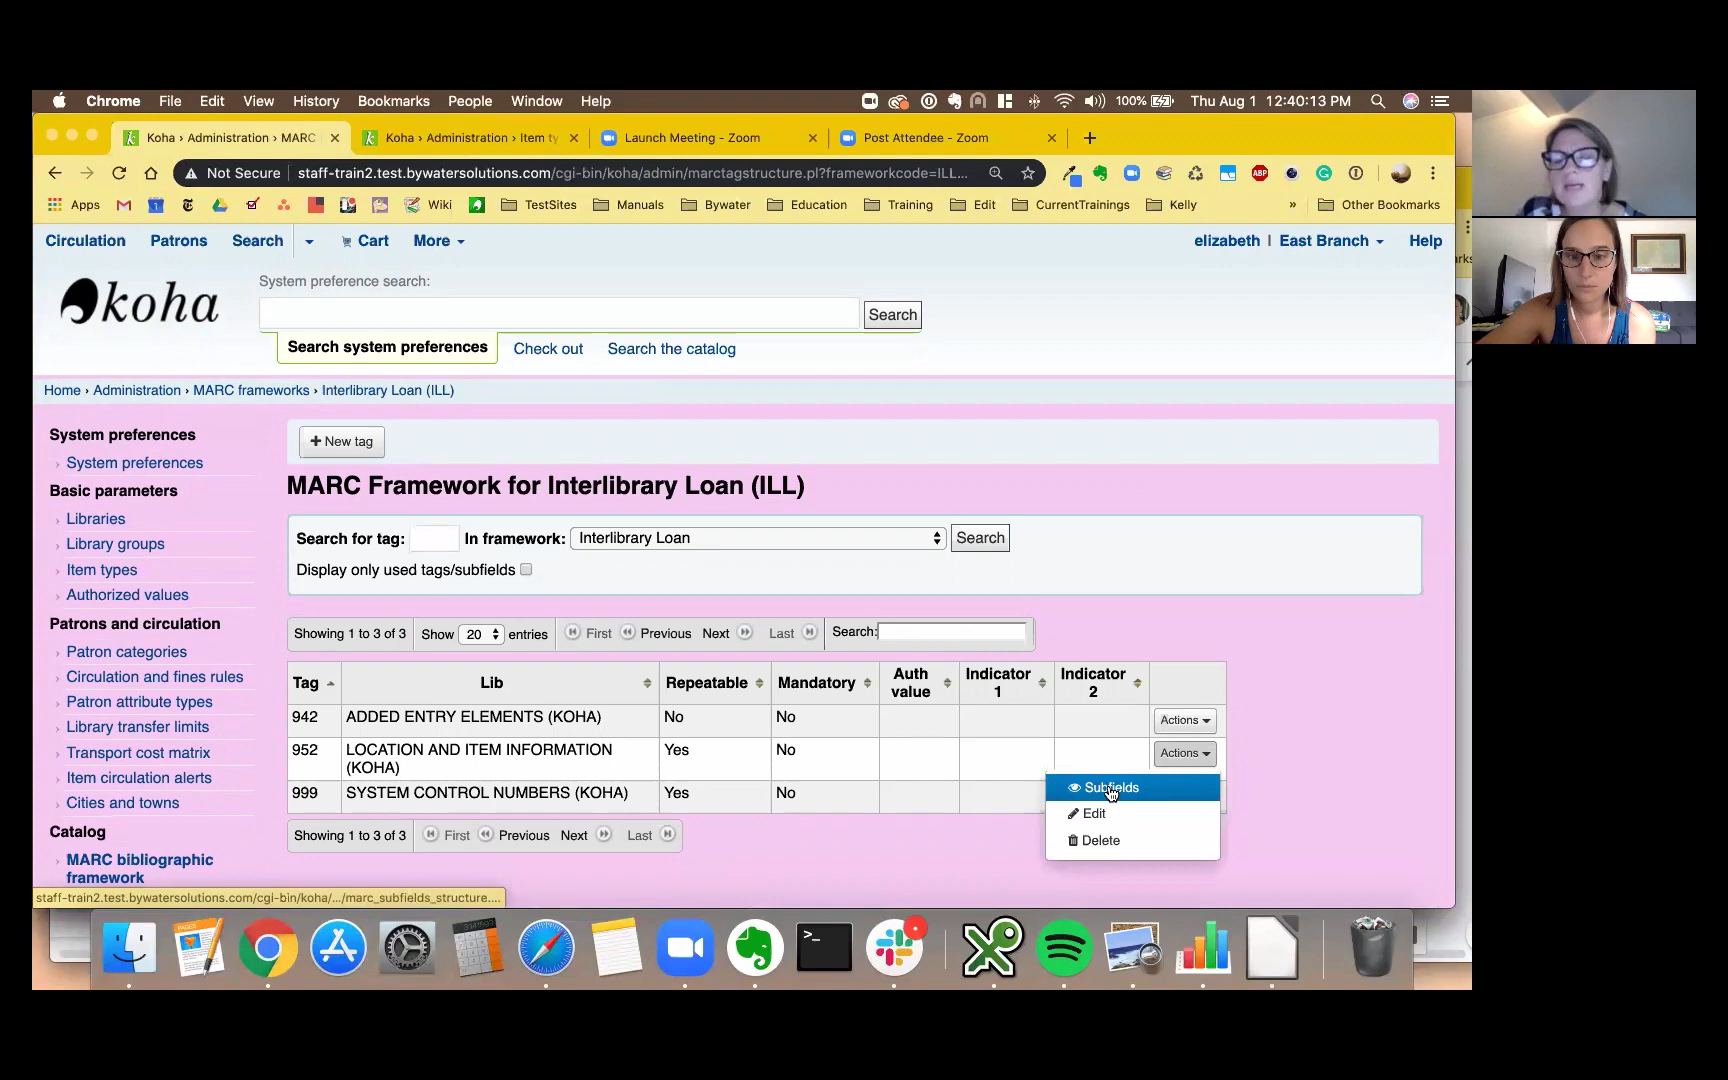 Chrome File Edit View History Bookmarks People Window Help 100% Thu Aug 1 12:40:13 PM
Koha › Administration › MARC Koha › Administration › Item ty Launch Meeting - Zoom Post Attendee - Zoom
Not Secure staff-train2.test.bywatersolutions.com/cgi-bin/koha/admin/marctagstructure.pl?frameworkcode=ILL... ABP
Apps Wiki TestSites Manuals Bywater Education Training Edit CurrentTrainings Kelly » Other Bookmarks
Circulation Patrons Search Cart More elizabeth | East Branch Help
koha
System preference search:
Search
Search system preferences Check out Search the catalog
Home › Administration › MARC frameworks › Interlibrary Loan (ILL)
System preferences
System preferences
Basic parameters
Libraries
Library groups
Item types
Authorized values
Patrons and circulation
Patron categories
Circulation and fines rules
Patron attribute types
Library transfer limits
Transport cost matrix
Item circulation alerts
Cities and towns
Catalog
MARC bibliographic
framework
+ New tag
MARC Framework for Interlibrary Loan (ILL)
Search for tag: In framework: Interlibrary Loan Search
Display only used tags/subfields
Showing 1 to 3 of 3 Show 20 entries First Previous Next Last Search:
Tag Lib Repeatable Mandatory Auth value Indicator 1 Indicator 2
942 ADDED ENTRY ELEMENTS (KOHA) No No Actions
952 LOCATION AND ITEM INFORMATION (KOHA) Yes No Actions
999 SYSTEM CONTROL NUMBERS (KOHA) Yes No
Subfields
Edit
Delete
Showing 1 to 3 of 3 First Previous Next Last
staff-train2.test.bywatersolutions.com/cgi-bin/koha/.../marc_subfields_structure....